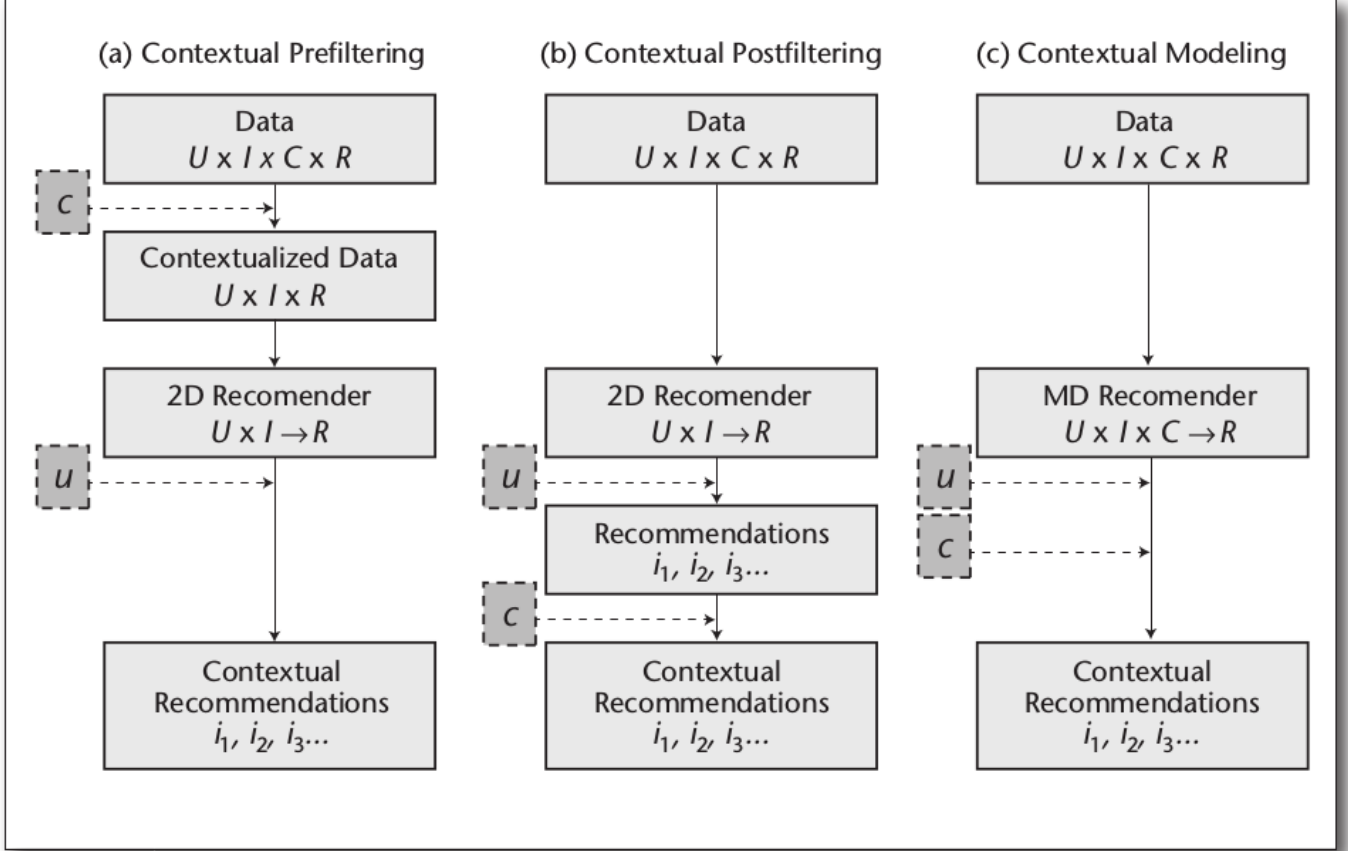 (a) Contextual Prefiltering
Data
U x I x C x R
c
Contextualized Data
U x I x R
2D Recomender
U x I → R
u
Contextual
Recommendations
i1, i2, i3...
(b) Contextual Postfiltering
Data
U x I x C x R
2D Recomender
U x I → R
u
Recommendations
i1, i2, i3...
c
Contextual
Recommendations
i1, i2, i3...
(c) Contextual Modeling
Data
U x I x C x R
MD Recomender
U x I x C → R
u
c
Contextual
Recommendations
i1, i2, i3...